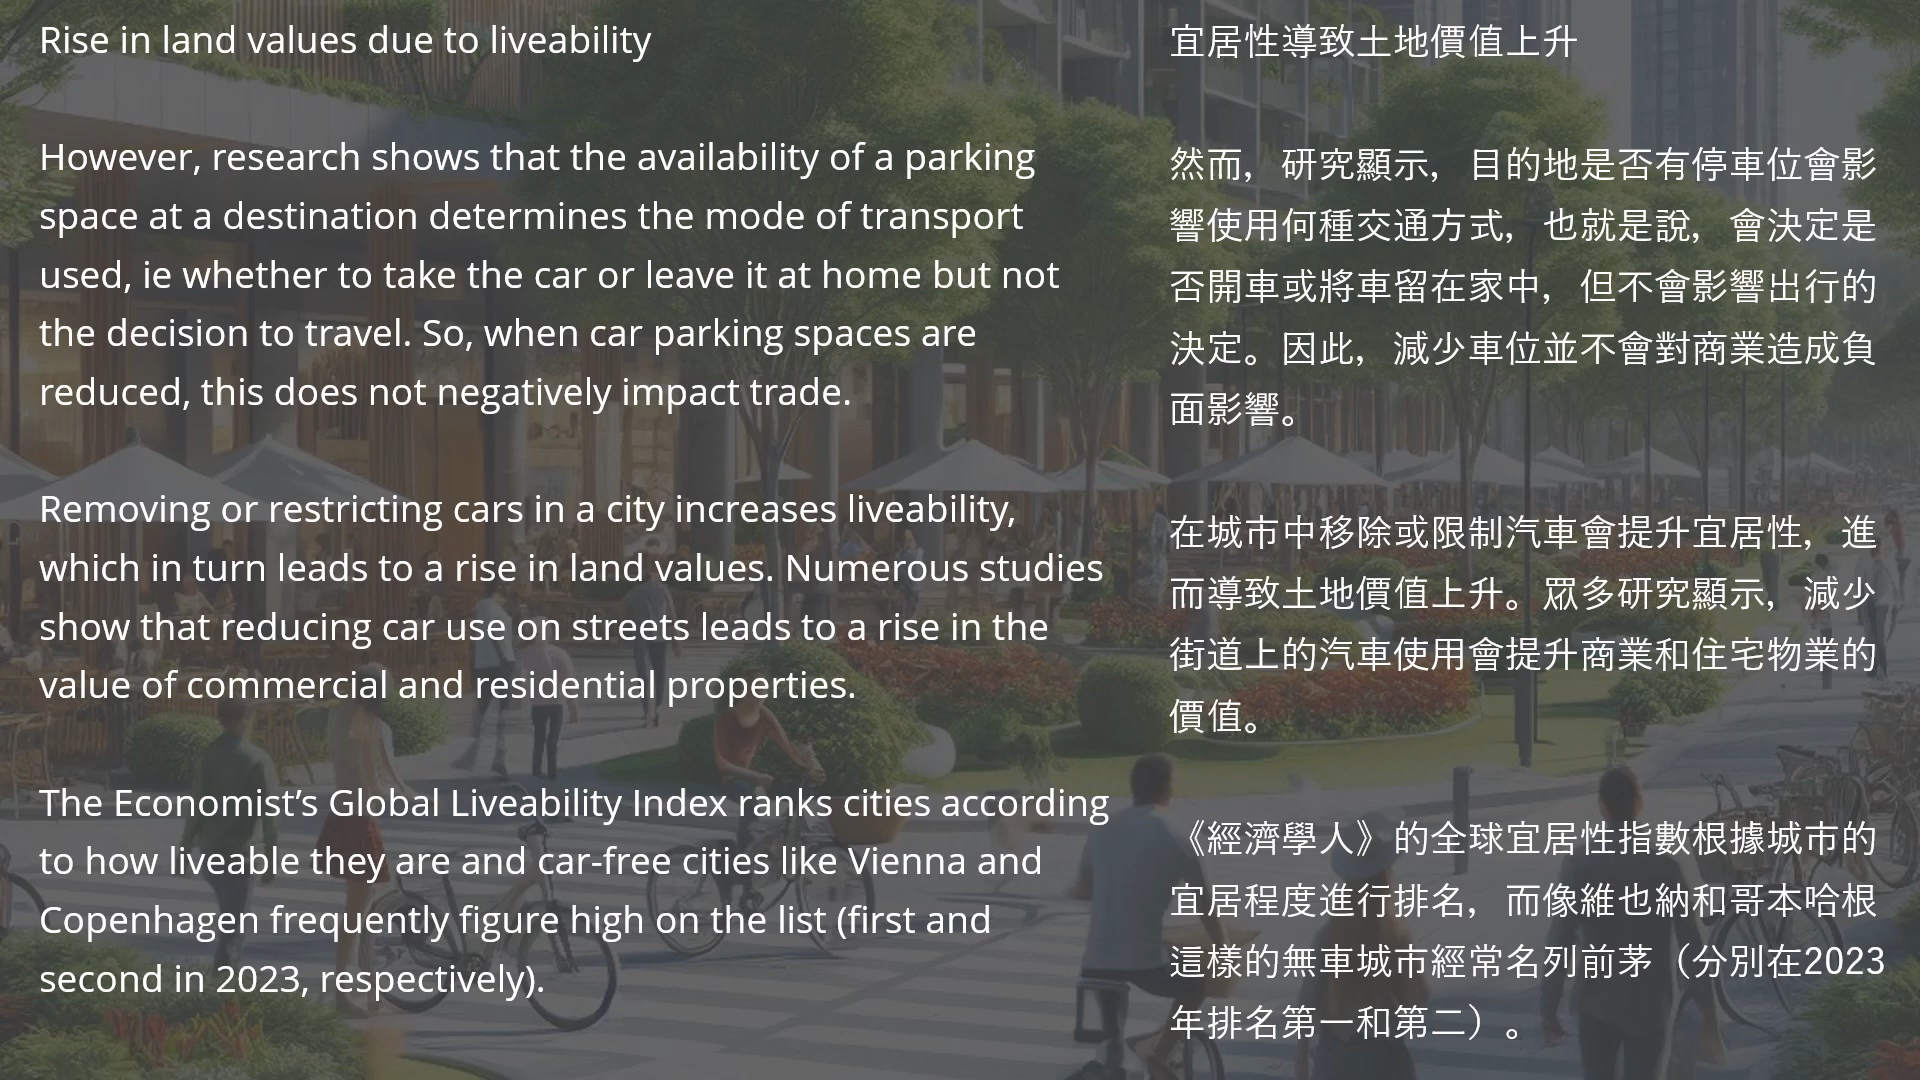 Rise in land values due to liveability
However, research shows that the availability of a parking
space at a destination determines the mode of transport
used, ie whether to take the car or leave it at home but not
the decision to travel. So, when car parking spaces are
reduced, this does not negatively impact trade.
Removing or restricting cars in a city increases liveability,
which in turn leads to a rise in land values. Numerous studies
show that reducing car use on streets leads to a rise in the
value of commercial and residential properties.
The Economist’s Global Liveability Index ranks cities according
to how liveable they are and car-free cities like Vienna and
Copenhagen frequently figure high on the list (first and
second in 2023, respectively).
宜居性導致土地價值上升
然而，研究顯示，目的地是否有停車位會影
響使用何種交通方式，也就是說，會決定是
否開車或將車留在家中，但不會影響出行的
決定。因此，減少車位並不會對商業造成負
面影響。
在城市中移除或限制汽車會提升宜居性，進
而導致土地價值上升。眾多研究顯示，減少
街道上的汽車使用會提升商業和住宅物業的
價值。
《經濟學人》的全球宜居性指數根據城市的
宜居程度進行排名，而像維也納和哥本哈根
這樣的無車城市經常名列前茅（分別在2023
年排名第一和第二）。